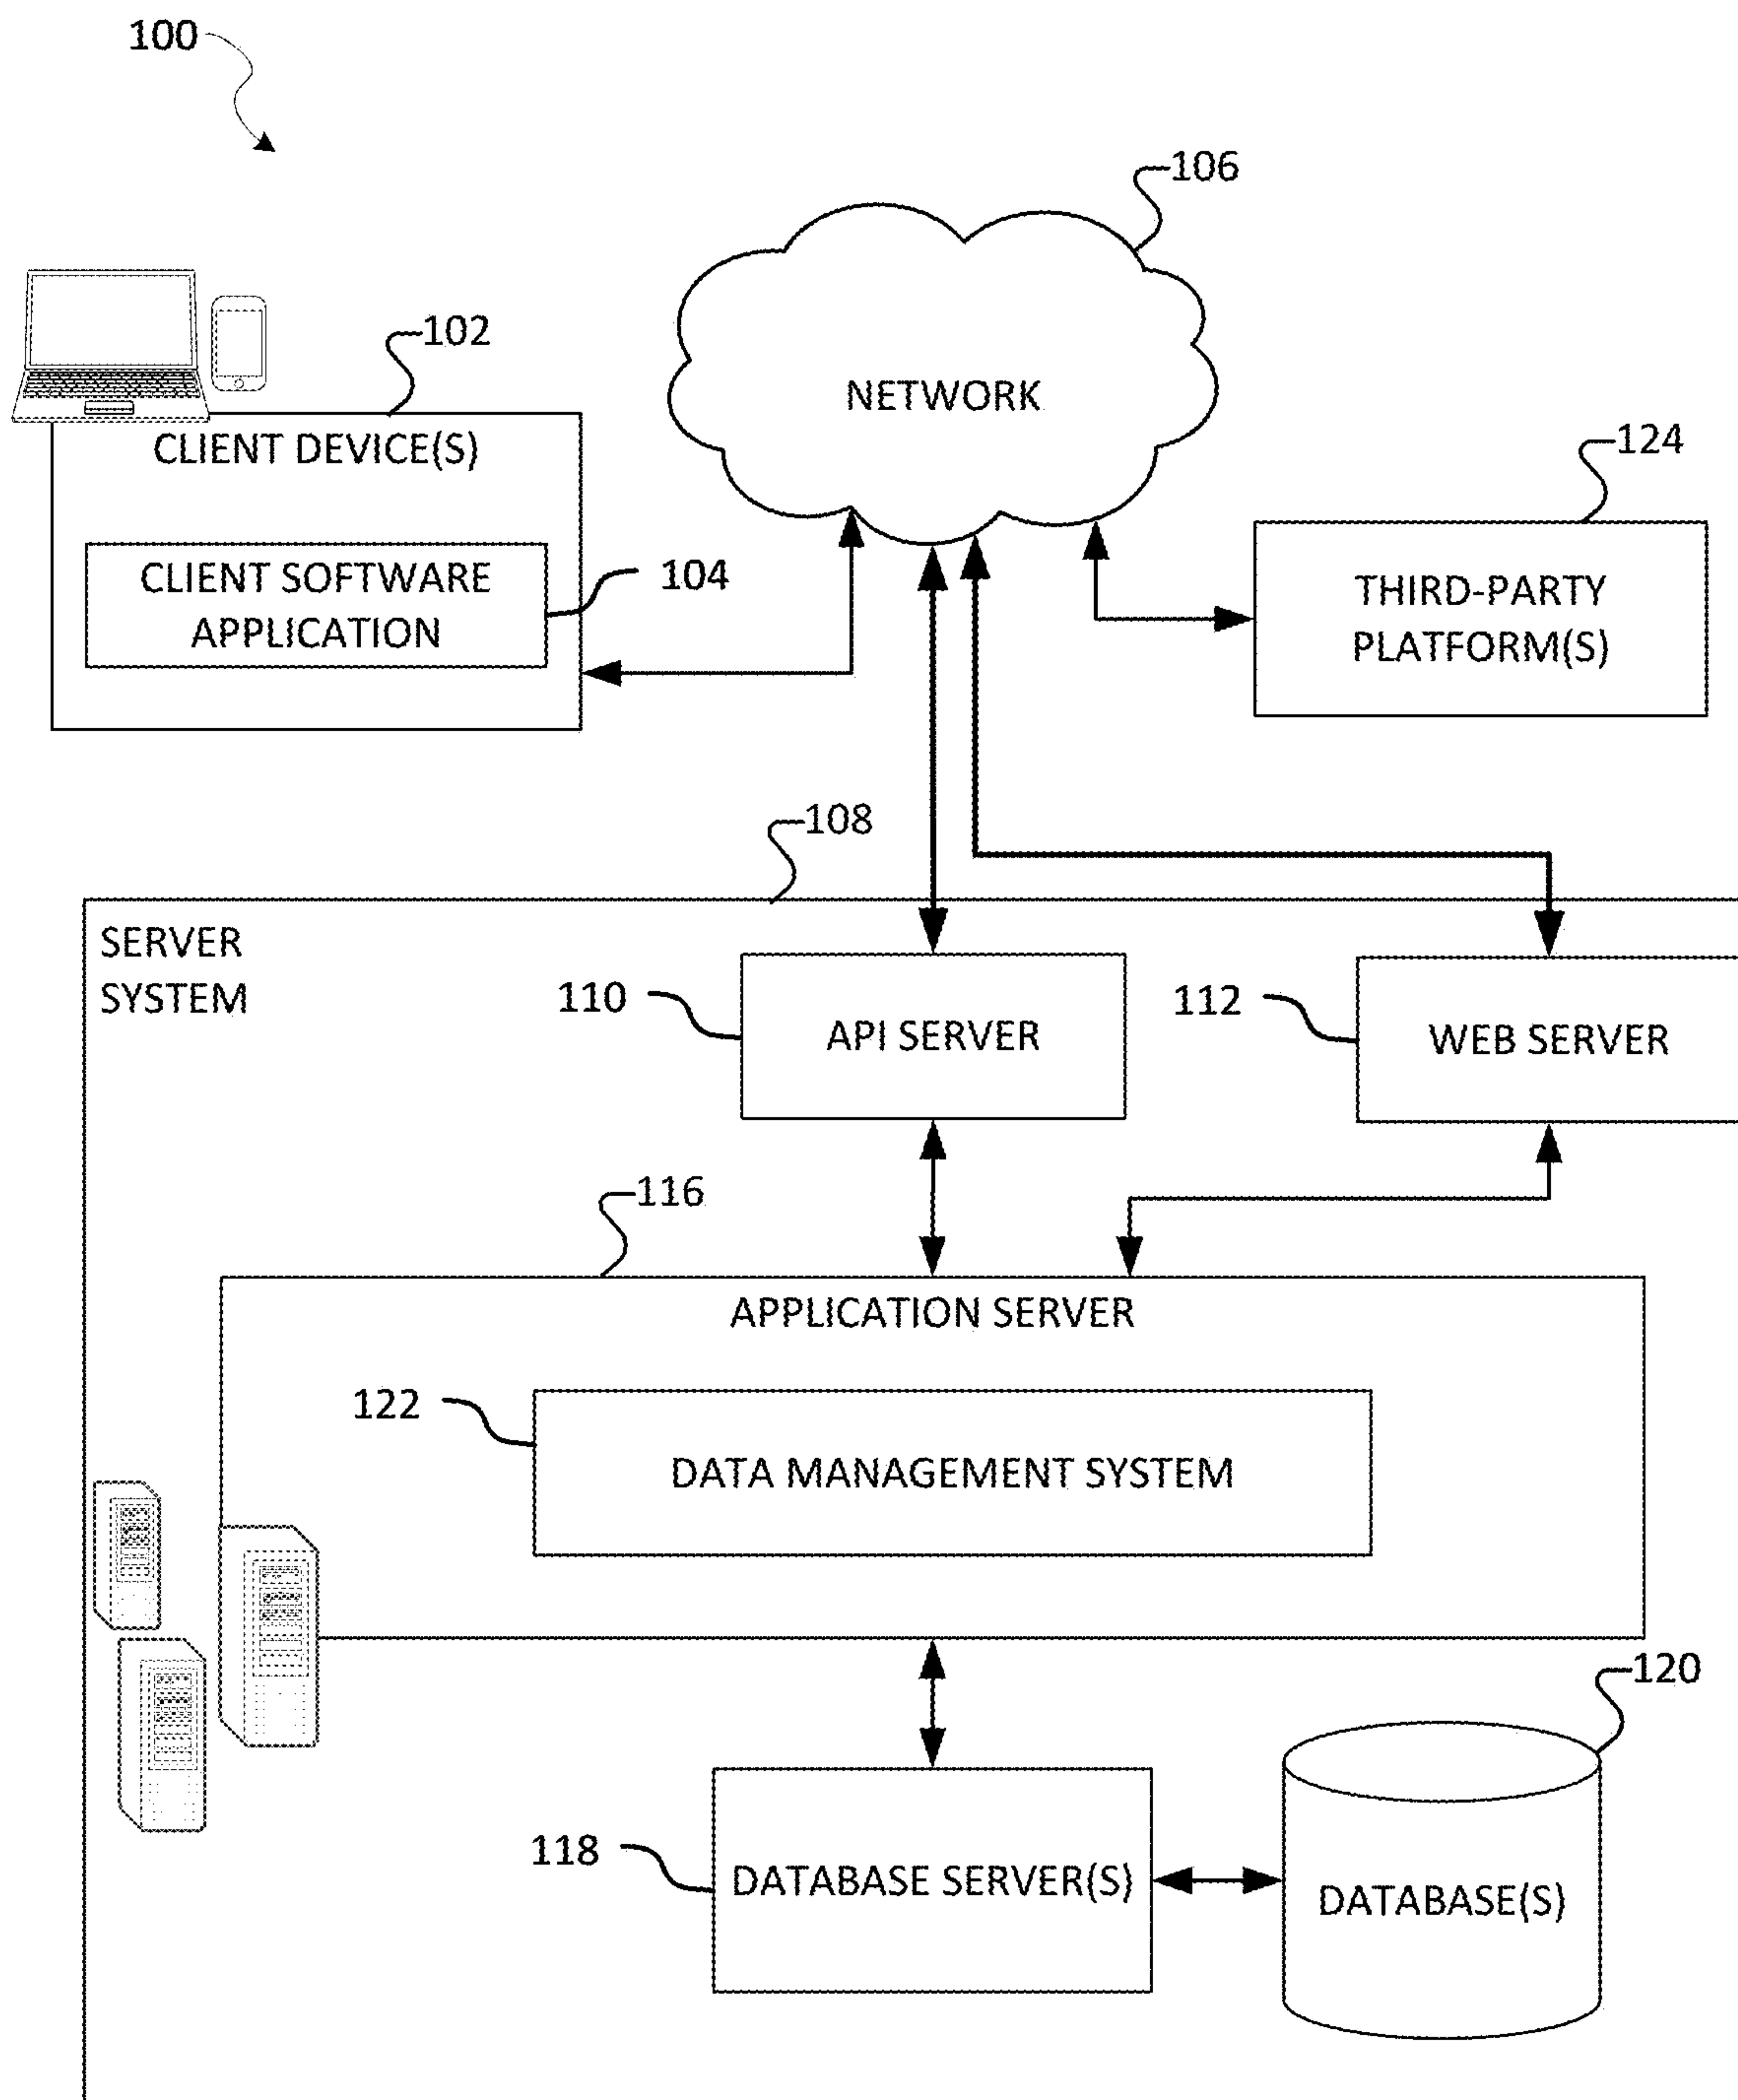 100
106
102
NETWORK
CLIENT DEVICE(S)
124
CLIENT SOFTWARE
APPLICATION
104
THIRD-PARTY
PLATFORM(S)
108
SERVER
SYSTEM
110
API SERVER
112
WEB SERVER
116
APPLICATION SERVER
122
DATA MANAGEMENT SYSTEM
120
118
DATABASE SERVER(S)
DATABASE(S)